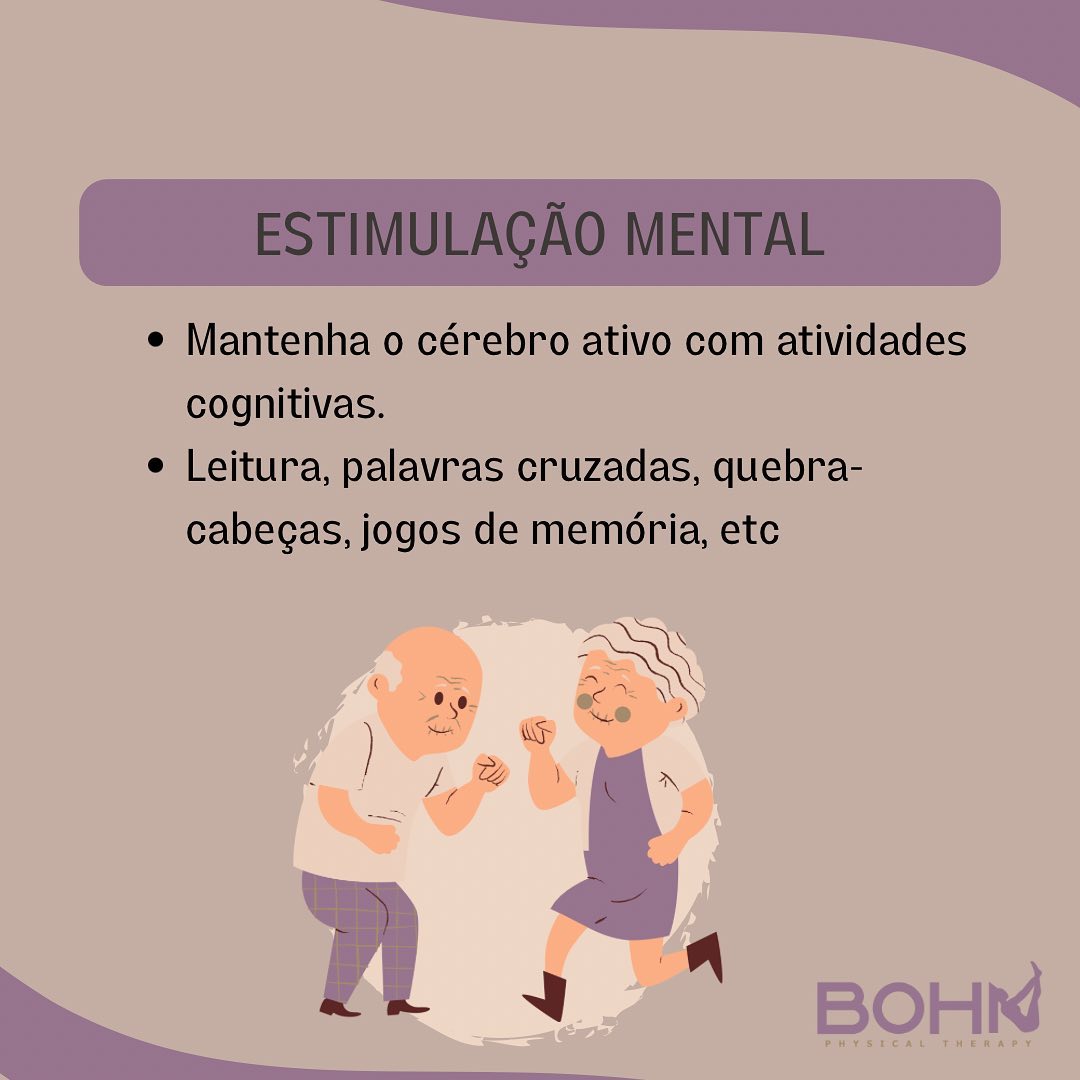 ESTIMULAÇÃO MENTAL
• Mantenha o cérebro ativo com atividades
cognitivas.
• Leitura, palavras cruzadas, quebra-
cabeças, jogos de memória, etc
BOHN
PHYSICAL THERAPY